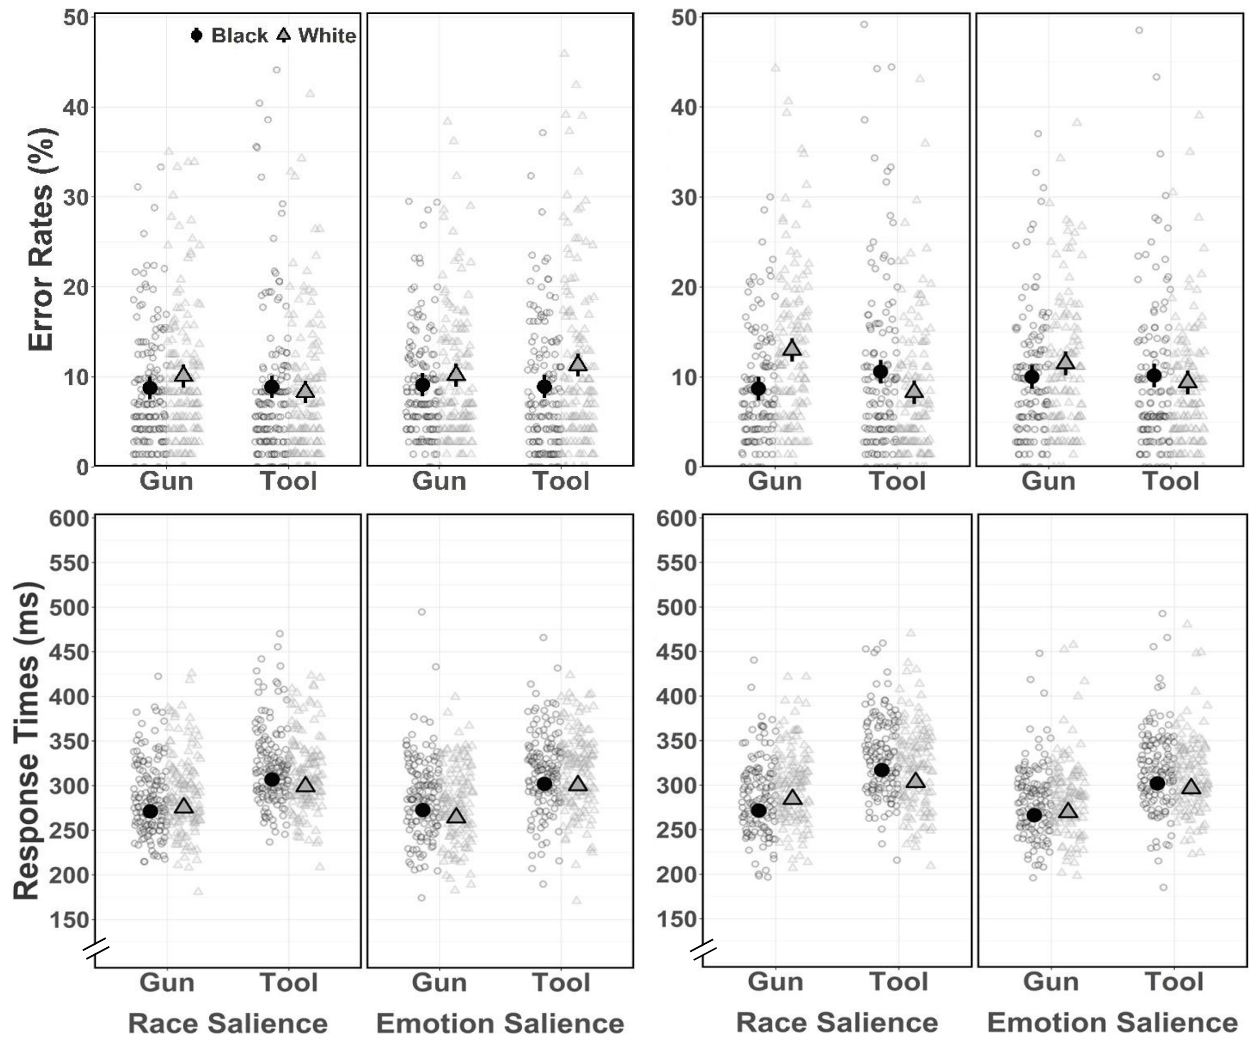 Error Rates (%)
50
40
30
20
10
0
Black White
Gun Tool
Gun Tool
50
40
30
20
10
0
Gun Tool
Gun Tool
Response Times (ms)
600
550
500
450
400
350
300
250
200
150
Gun Tool
Race Salience
Gun Tool
Emotion Salience
600
550
500
450
400
350
300
250
200
150
Gun Tool
Race Salience
Gun Tool
Emotion Salience